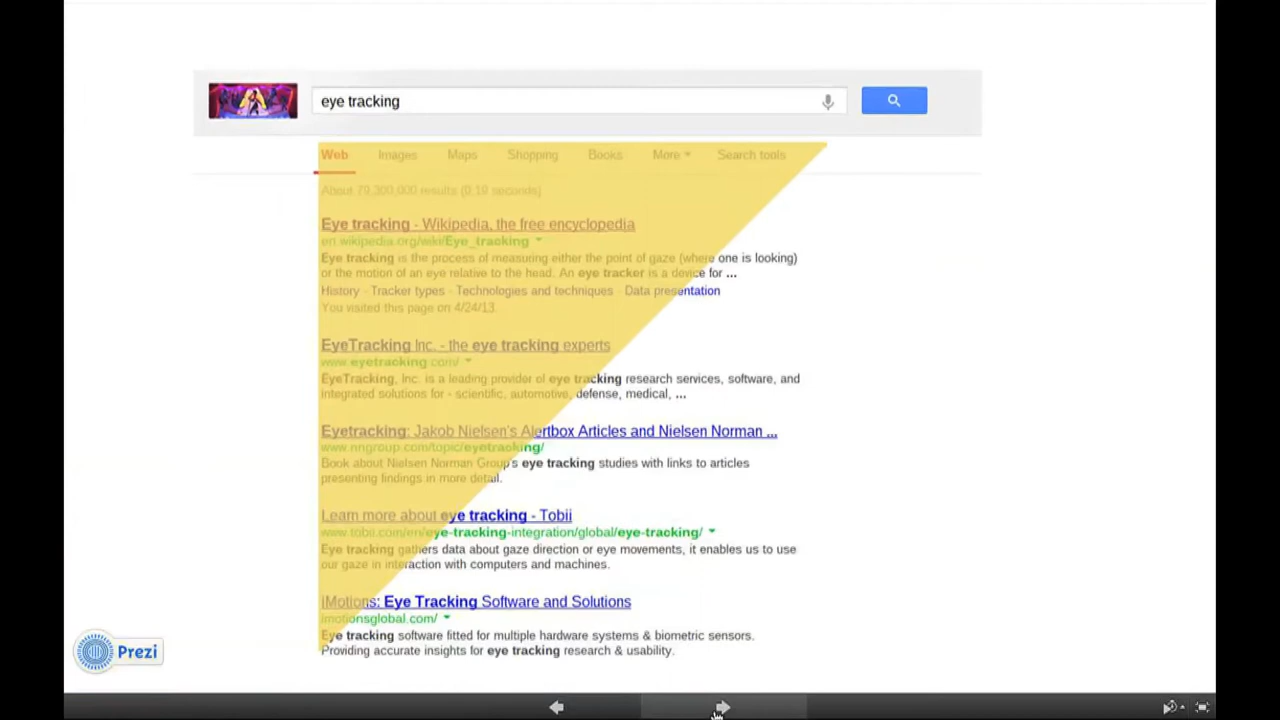 eye tracking
Web Images Maps Shopping Books More Search tools
About 79,300,000 results (0.19 seconds)
Eye tracking - Wikipedia, the free encyclopedia
en.wikipedia.org/wiki/Eye_tracking
Eye tracking is the process of measuring either the point of gaze (where one is looking)
or the motion of an eye relative to the head. An eye tracker is a device for ...
History - Tracker types - Technologies and techniques - Data presentation
You visited this page on 4/24/13.
EyeTracking Inc. - the eye tracking experts
www.eyetracking.com/
EyeTracking, Inc. is a leading provider of eye tracking research services, software, and
integrated solutions for - scientific, automotive, defense, medical, ...
Eyetracking: Jakob Nielsen's Alertbox Articles and Nielsen Norman ...
www.nngroup.com/topic/eyetracking/
Book about Nielsen Norman Group's eye tracking studies with links to articles
presenting findings in more detail.
Learn more about eye tracking - Tobii
www.tobii.com/en/eye-tracking-integration/global/eye-tracking/
Eye tracking gathers data about gaze direction or eye movements, it enables us to use
our gaze in interaction with computers and machines.
iMotions: Eye Tracking Software and Solutions
imotionsglobal.com/
Eye tracking software fitted for multiple hardware systems & biometric sensors.
Providing accurate insights for eye tracking research & usability.
Prezi